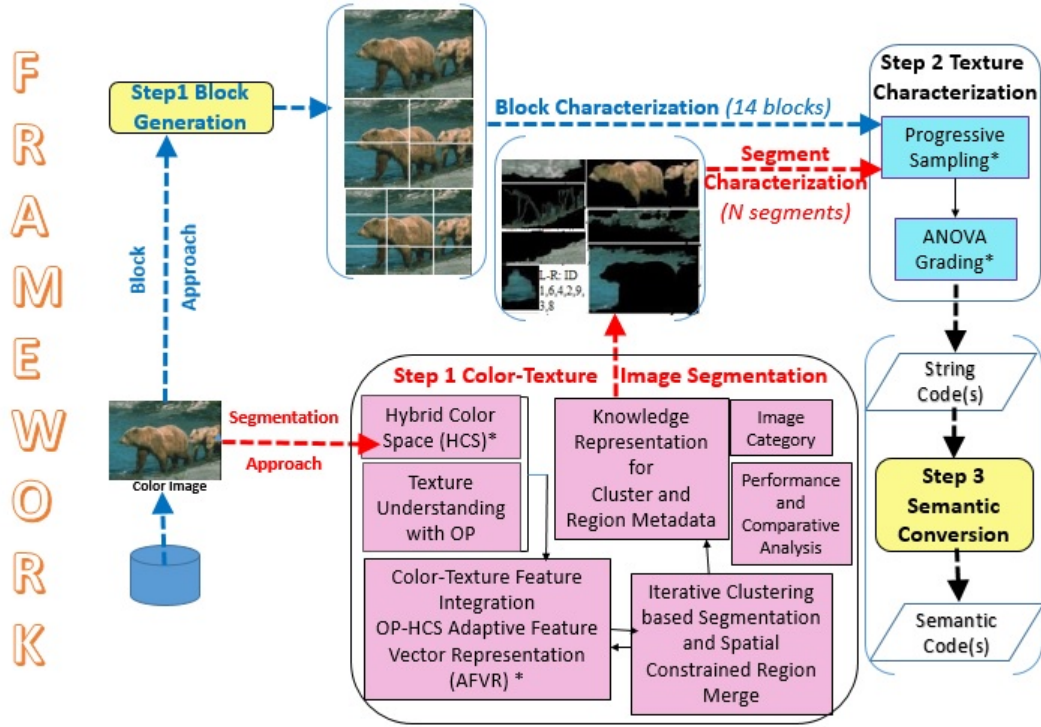 FRAMEWORK
Step1 Block
Generation
Block
Approach
Block Characterization (14 blocks)
Segment
Characterization
(N segments)
L-R: ID
1,6,4,2,9,
3,8
Step 2 Texture
Characterization
Progressive
Sampling*
ANOVA
Grading*
String
Code(s)
Step 3
Semantic
Conversion
Semantic
Code(s)
Color Image
Segmentation
Approach
Step 1 Color-Texture Image Segmentation
Hybrid Color
Space (HCS)*
Texture
Understanding
with OP
Color-Texture Feature
Integration
OP-HCS Adaptive Feature
Vector Representation
(AFVR) *
Knowledge
Representation
for
Cluster and
Region Metadata
Image
Category
Performance
and
Comparative
Analysis
Iterative Clustering
based Segmentation
and Spatial
Constrained Region
Merge